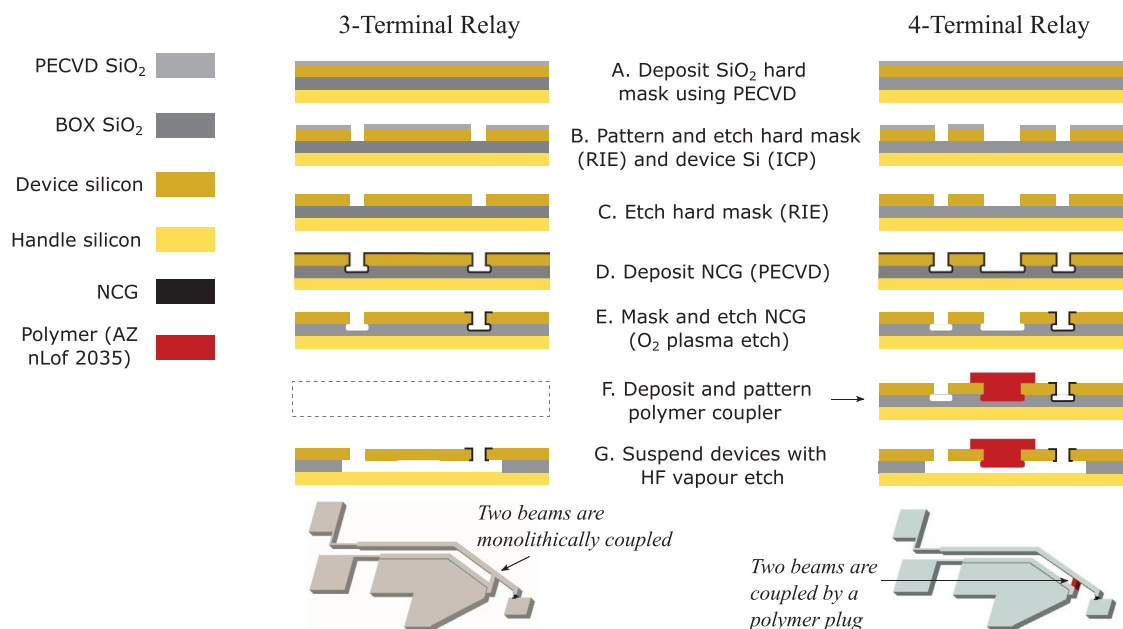 3-Terminal Relay
4-Terminal Relay
PECVD SiO₂
BOX SiO₂
Device silicon
Handle silicon
NCG
Polymer (AZ
nLof 2035)
A. Deposit SiO₂ hard
mask using PECVD
B. Pattern and etch hard mask
(RIE) and device Si (ICP)
C. Etch hard mask (RIE)
D. Deposit NCG (PECVD)
E. Mask and etch NCG
(O₂ plasma etch)
F. Deposit and pattern
polymer coupler
G. Suspend devices with
HF vapour etch
Two beams are
monolithically coupled
Two beams are
coupled by a
polymer plug